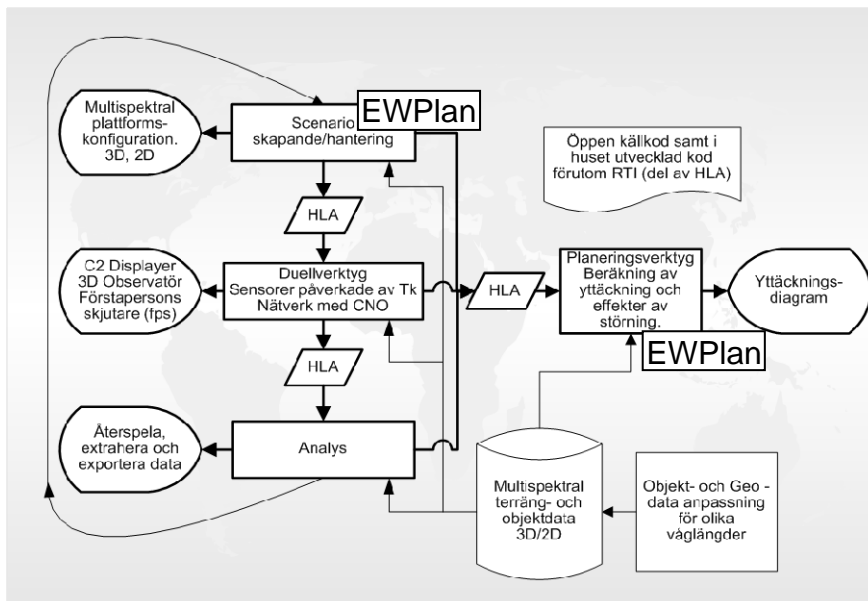 Multispektral
plattforms-
konfiguration.
3D, 2D
Scenario
skapande/hantering
EWPlan
Öppen källkod samt i
huset utvecklad kod
förutom RTI (del av HLA)
HLA
C2 Displayer
3D Observatör
Förstapersons
skjutare (fps)
Duellverktyg
Sensorer påverkade av Tk
Nätverk med CNO
HLA
Planeringsverktyg
Beräkning av
yttäckning och
effekter av
störning.
EWPlan
Yttäcknings-
diagram
HLA
Återspela,
extrahera och
exportera data
Analys
Multispektral
terräng- och
objektdata
3D/2D
Objekt- och Geo -
data anpassning
för olika
våglängder